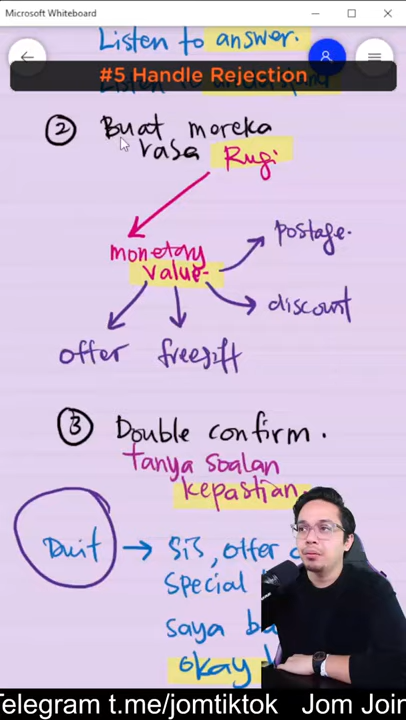 Microsoft Whiteboard
Listen to answer.
#5 Handle Rejection
② Buat mereka
rasa Rugi
monetary
value
postage.
discount
offer
freegift
③ Double confirm.
tanya soalan
kepastian
Duit → Sis, offer
special
saya
okay
Telegram t.me/jomtiktok Jom Join